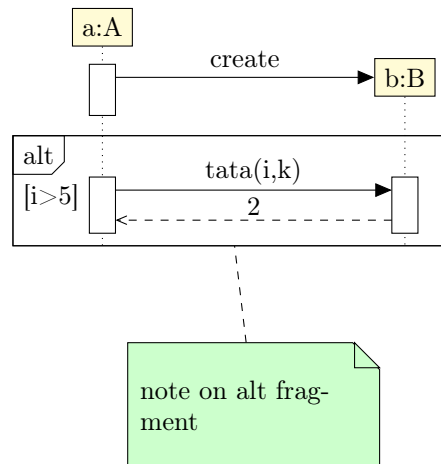 a:A
create
b:B
alt
tata(i,k)
[i>5]
2
note on alt frag-
ment